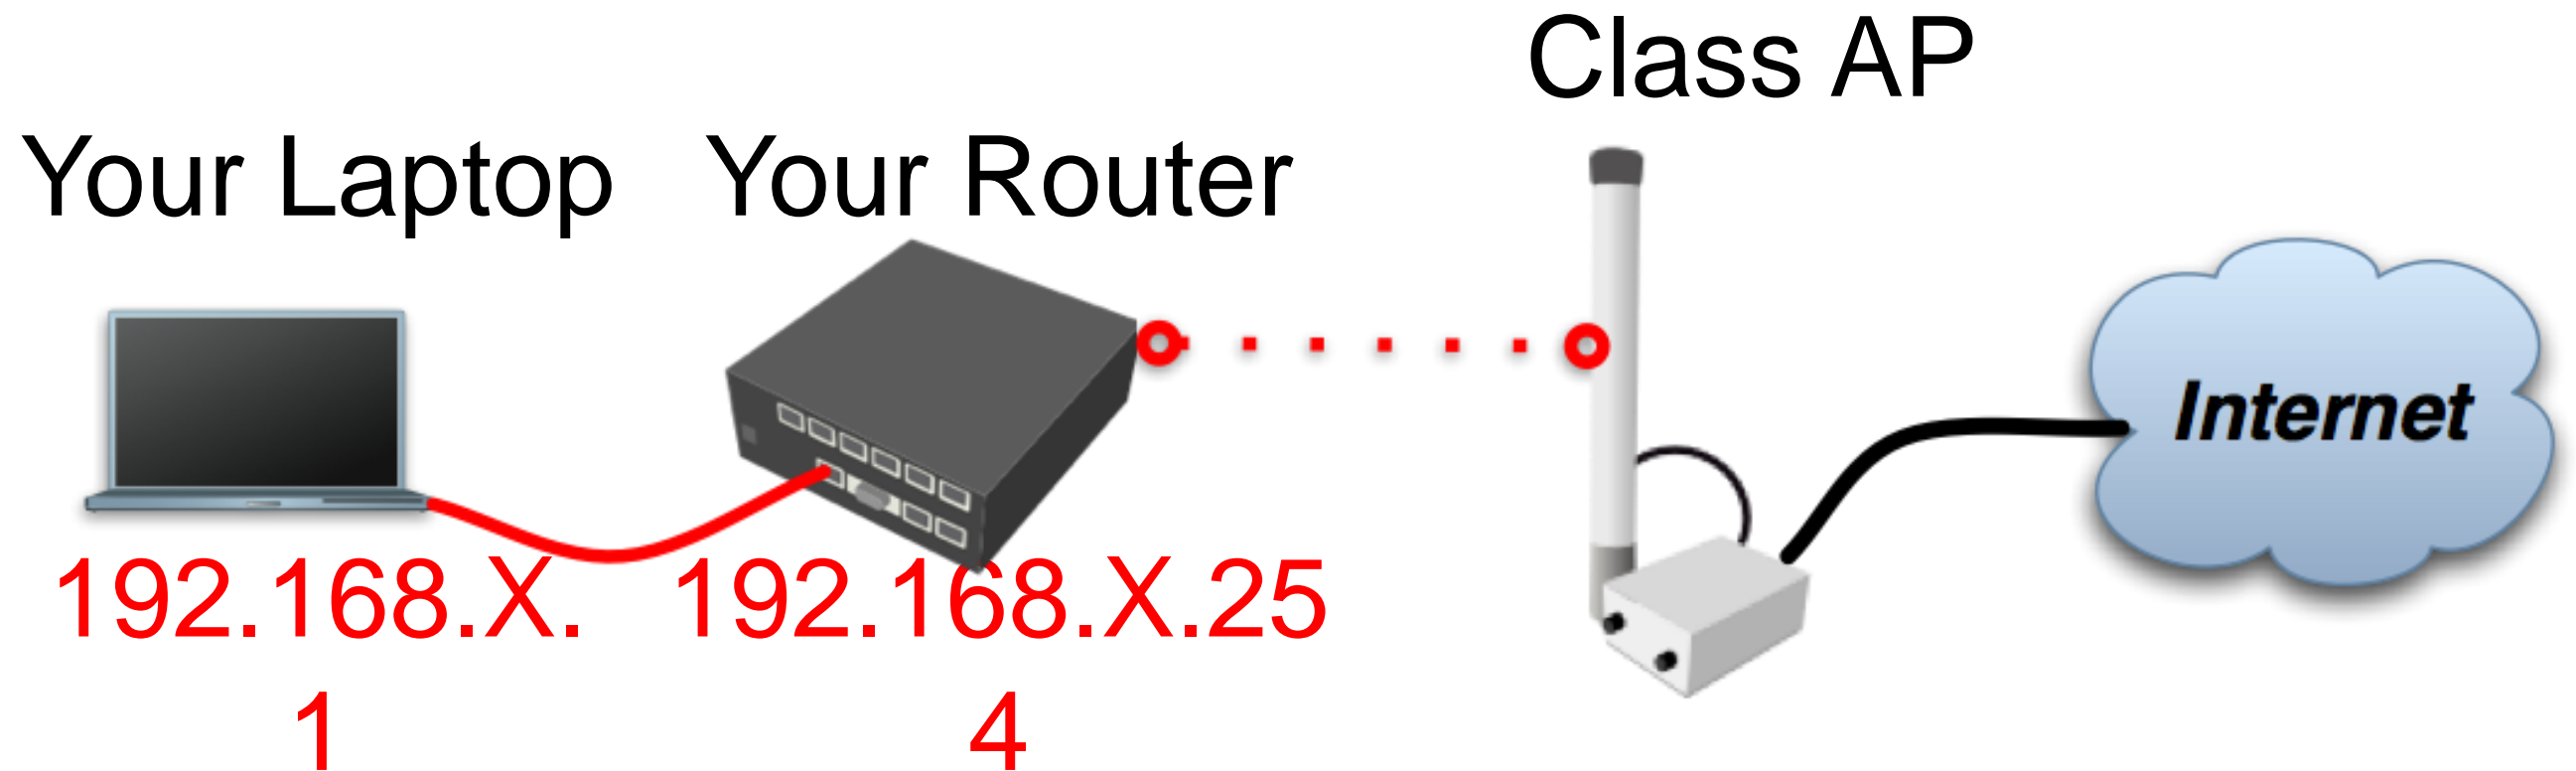 Class AP
Your Laptop
Your Router
Internet
192.168.X.
1
192.168.X.25
4